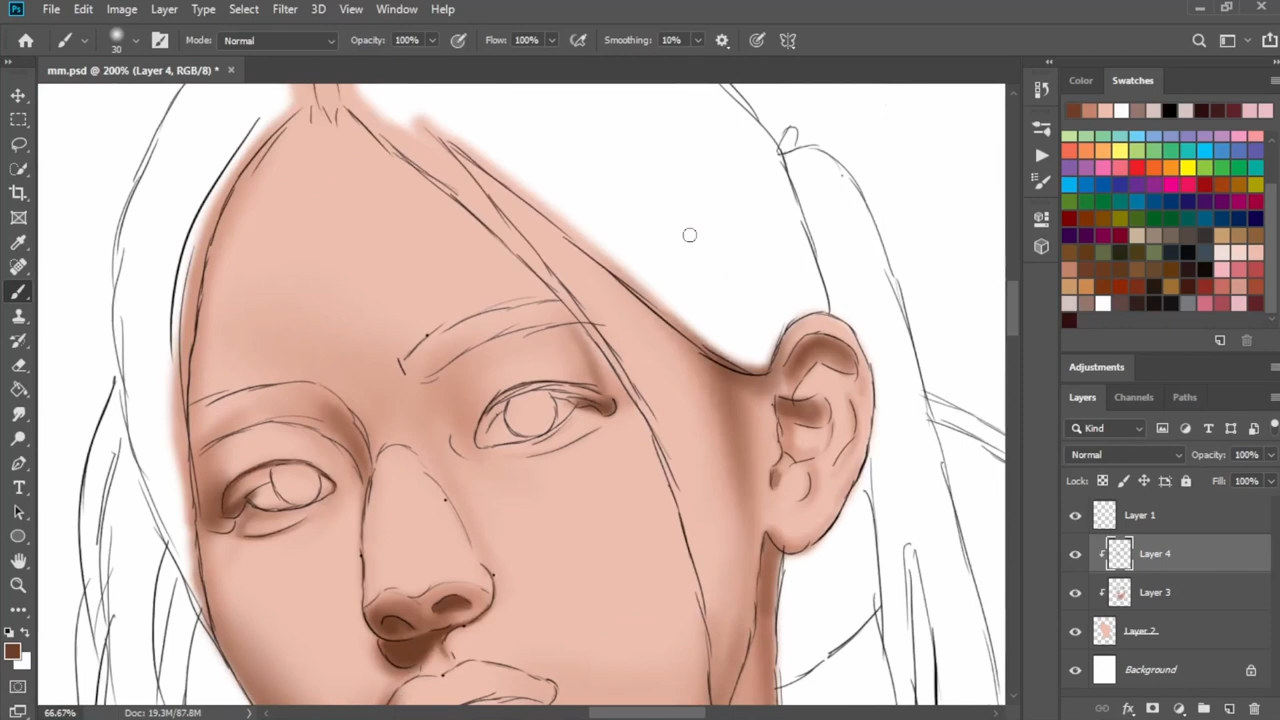 Ps File Edit Image Layer Type Select Filter 3D View Window Help
30 Mode: Normal Opacity: 100% Flow: 100% Smoothing: 10%
mm.psd @ 200% (Layer 4, RGB/8) *
Color Swatches
Adjustments
Layers Channels Paths
Kind
Normal Opacity: 100%
Lock: Fill: 100%
Layer 1
Layer 4
Layer 3
Layer 2
Background
66.67% Doc: 19.3M/87.8M